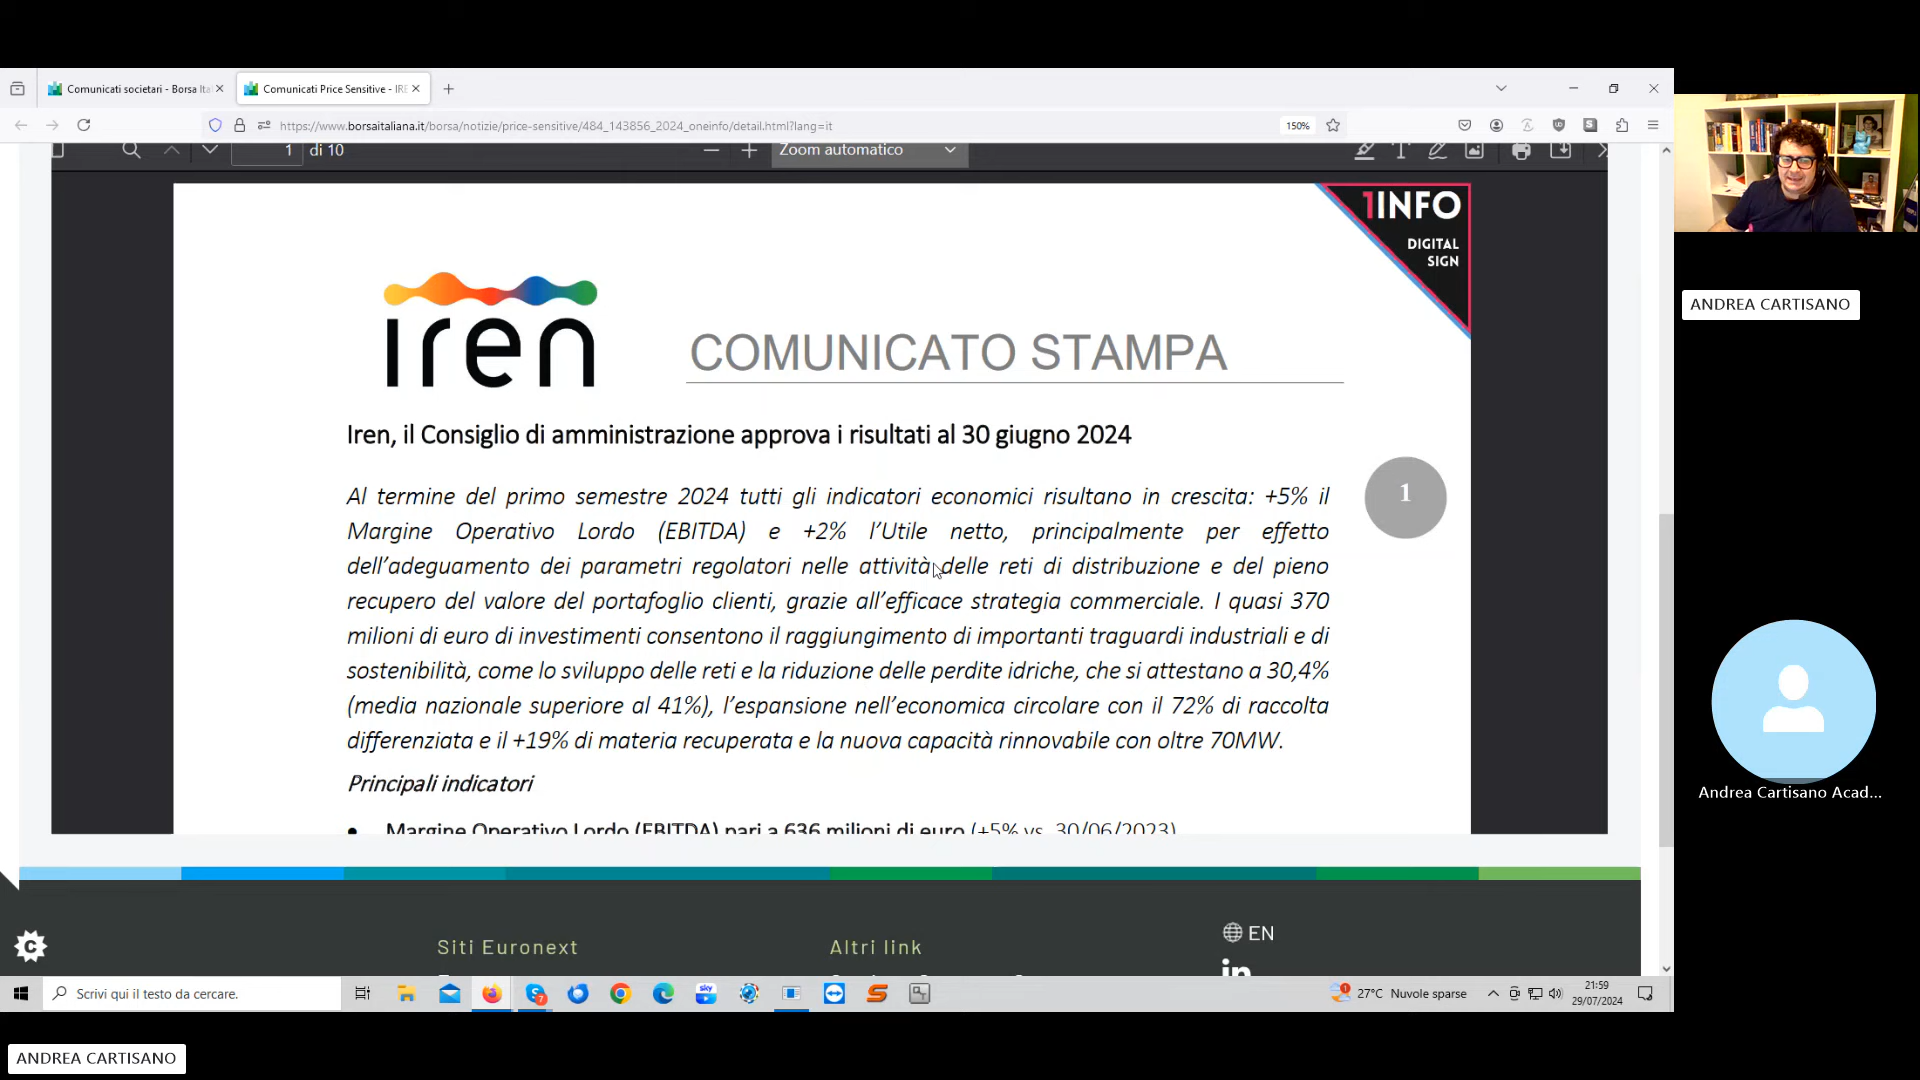 Comunicati societari - Borsa Ita
Comunicati Price Sensitive - IRE
https://www.borsaitaliana.it/borsa/notizie/price-sensitive/484_143856_2024_oneinfo/detail.html?lang=it
150%
1 di 10
Zoom automatico
1INFO
DIGITAL
SIGN
iren
COMUNICATO STAMPA
Iren, il Consiglio di amministrazione approva i risultati al 30 giugno 2024
Al termine del primo semestre 2024 tutti gli indicatori economici risultano in crescita: +5% il
Margine Operativo Lordo (EBITDA) e +2% l’Utile netto, principalmente per effetto
dell’adeguamento dei parametri regolatori nelle attività delle reti di distribuzione e del pieno
recupero del valore del portafoglio clienti, grazie all’efficace strategia commerciale. I quasi 370
milioni di euro di investimenti consentono il raggiungimento di importanti traguardi industriali e di
sostenibilità, come lo sviluppo delle reti e la riduzione delle perdite idriche, che si attestano a 30,4%
(media nazionale superiore al 41%), l’espansione nell’economica circolare con il 72% di raccolta
differenziata e il +19% di materia recuperata e la nuova capacità rinnovabile con oltre 70MW.
1
Principali indicatori
• Margine Operativo Lordo (EBITDA) pari a 636 milioni di euro (+5% vs. 30/06/2023)
Siti Euronext
Altri link
EN
in
Scrivi qui il testo da cercare.
sky
27°C Nuvole sparse
21:59
29/07/2024
ANDREA CARTISANO
Andrea Cartisano Acad...
ANDREA CARTISANO